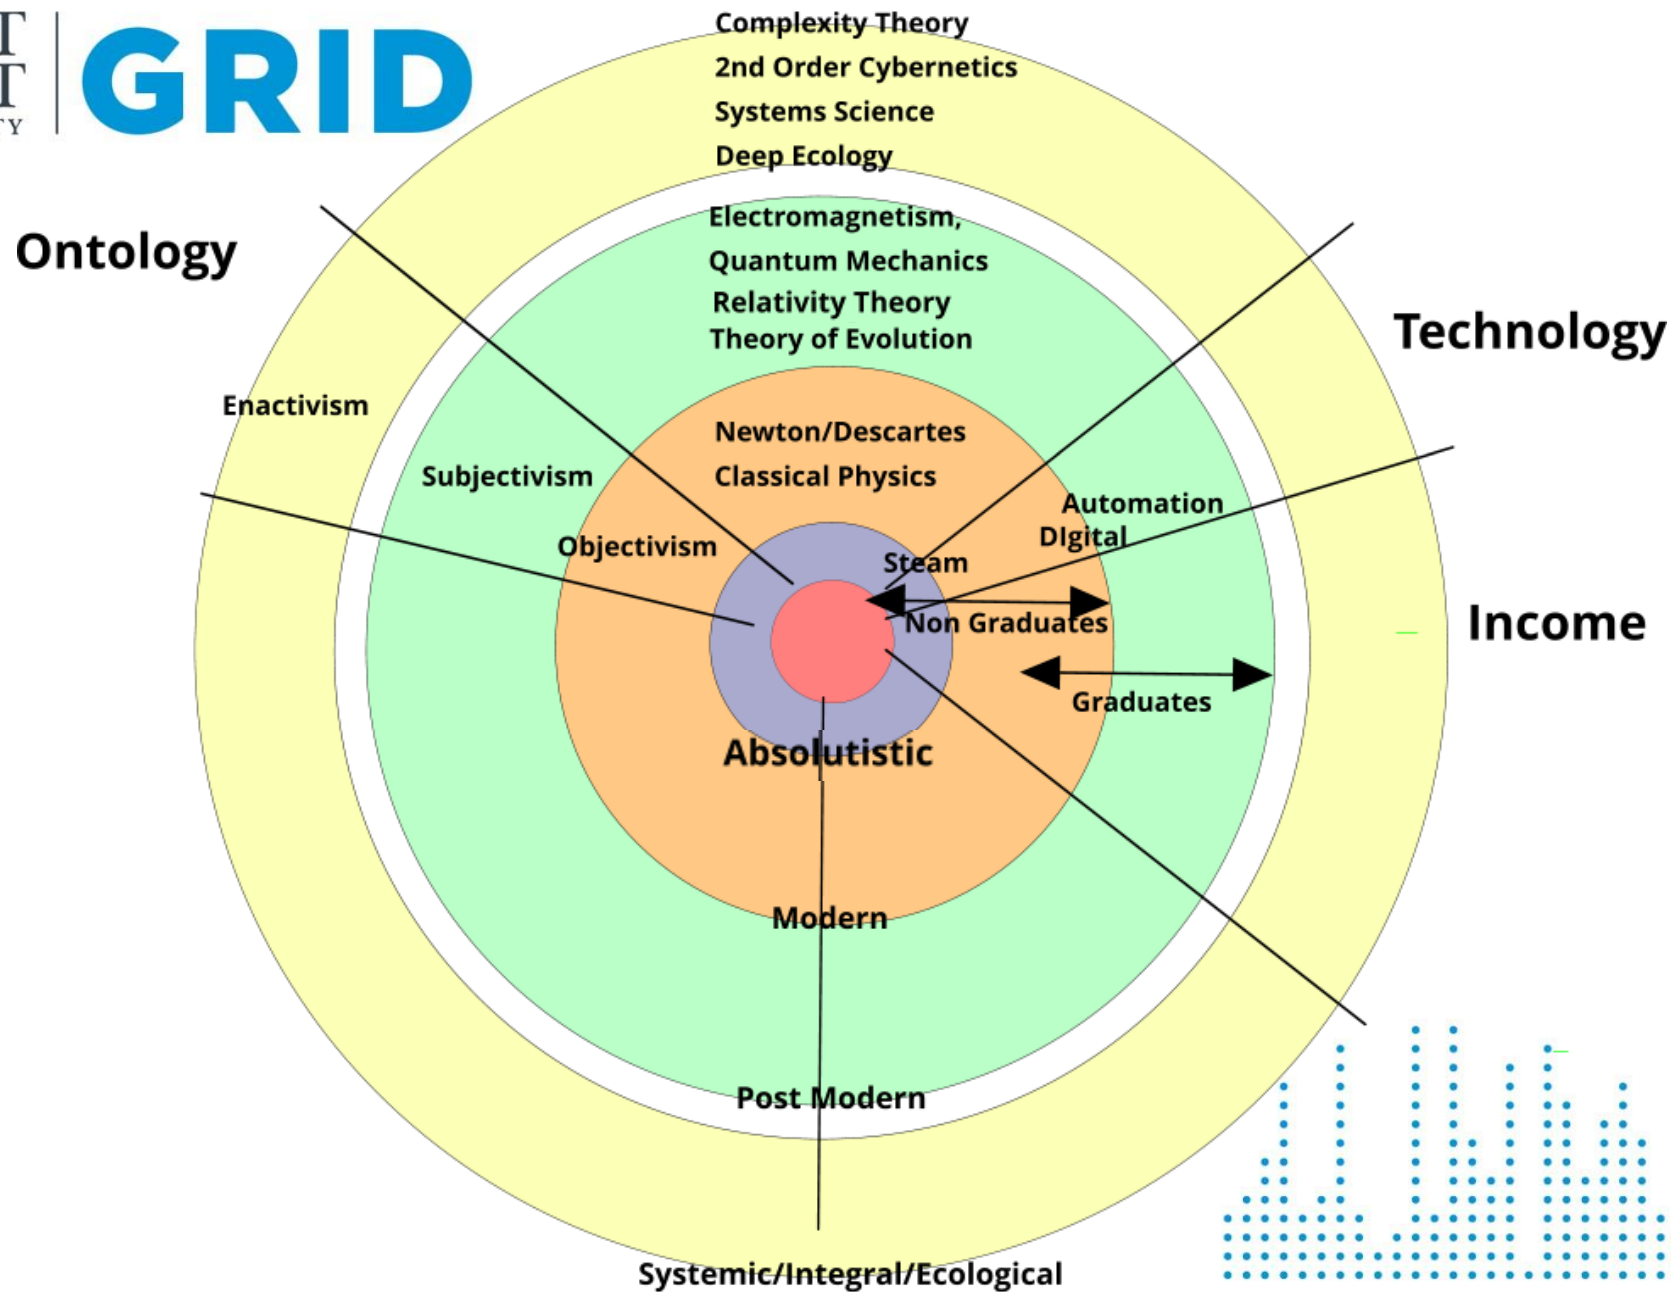 T
T
TY
GRID
Complexity Theory
2nd Order Cybernetics
Systems Science
Deep Ecology
Electromagnetism,
Quantum Mechanics
Relativity Theory
Theory of Evolution
Ontology
Technology
Enactivism
Newton/Descartes
Classical Physics
Subjectivism
Automation
DIgital
Objectivism
Steam
Non Graduates
Income
Graduates
Absolutistic
Modern
Post Modern
Systemic/Integral/Ecological